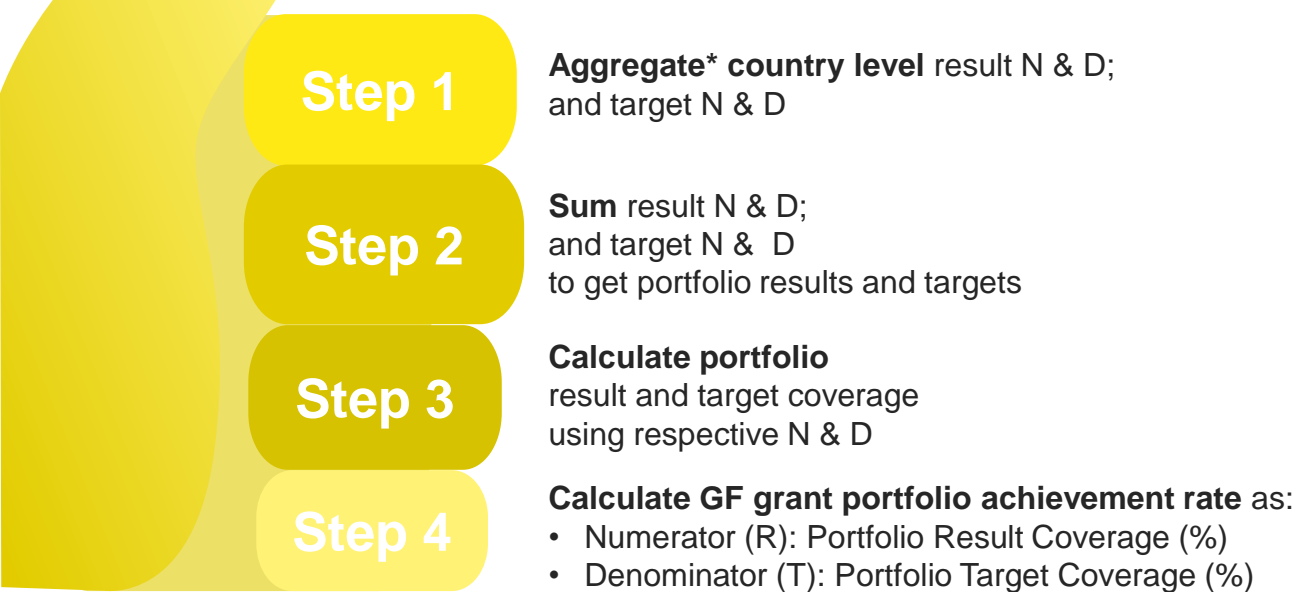 Step 1
Aggregate* country level result N & D;
and target N & D
Step 2
Sum result N & D;
and target N & D
to get portfolio results and targets
Step 3
Calculate portfolio
result and target coverage
using respective N & D
Step 4
Calculate GF grant portfolio achievement rate as:
• Numerator (R): Portfolio Result Coverage (%)
• Denominator (T): Portfolio Target Coverage (%)